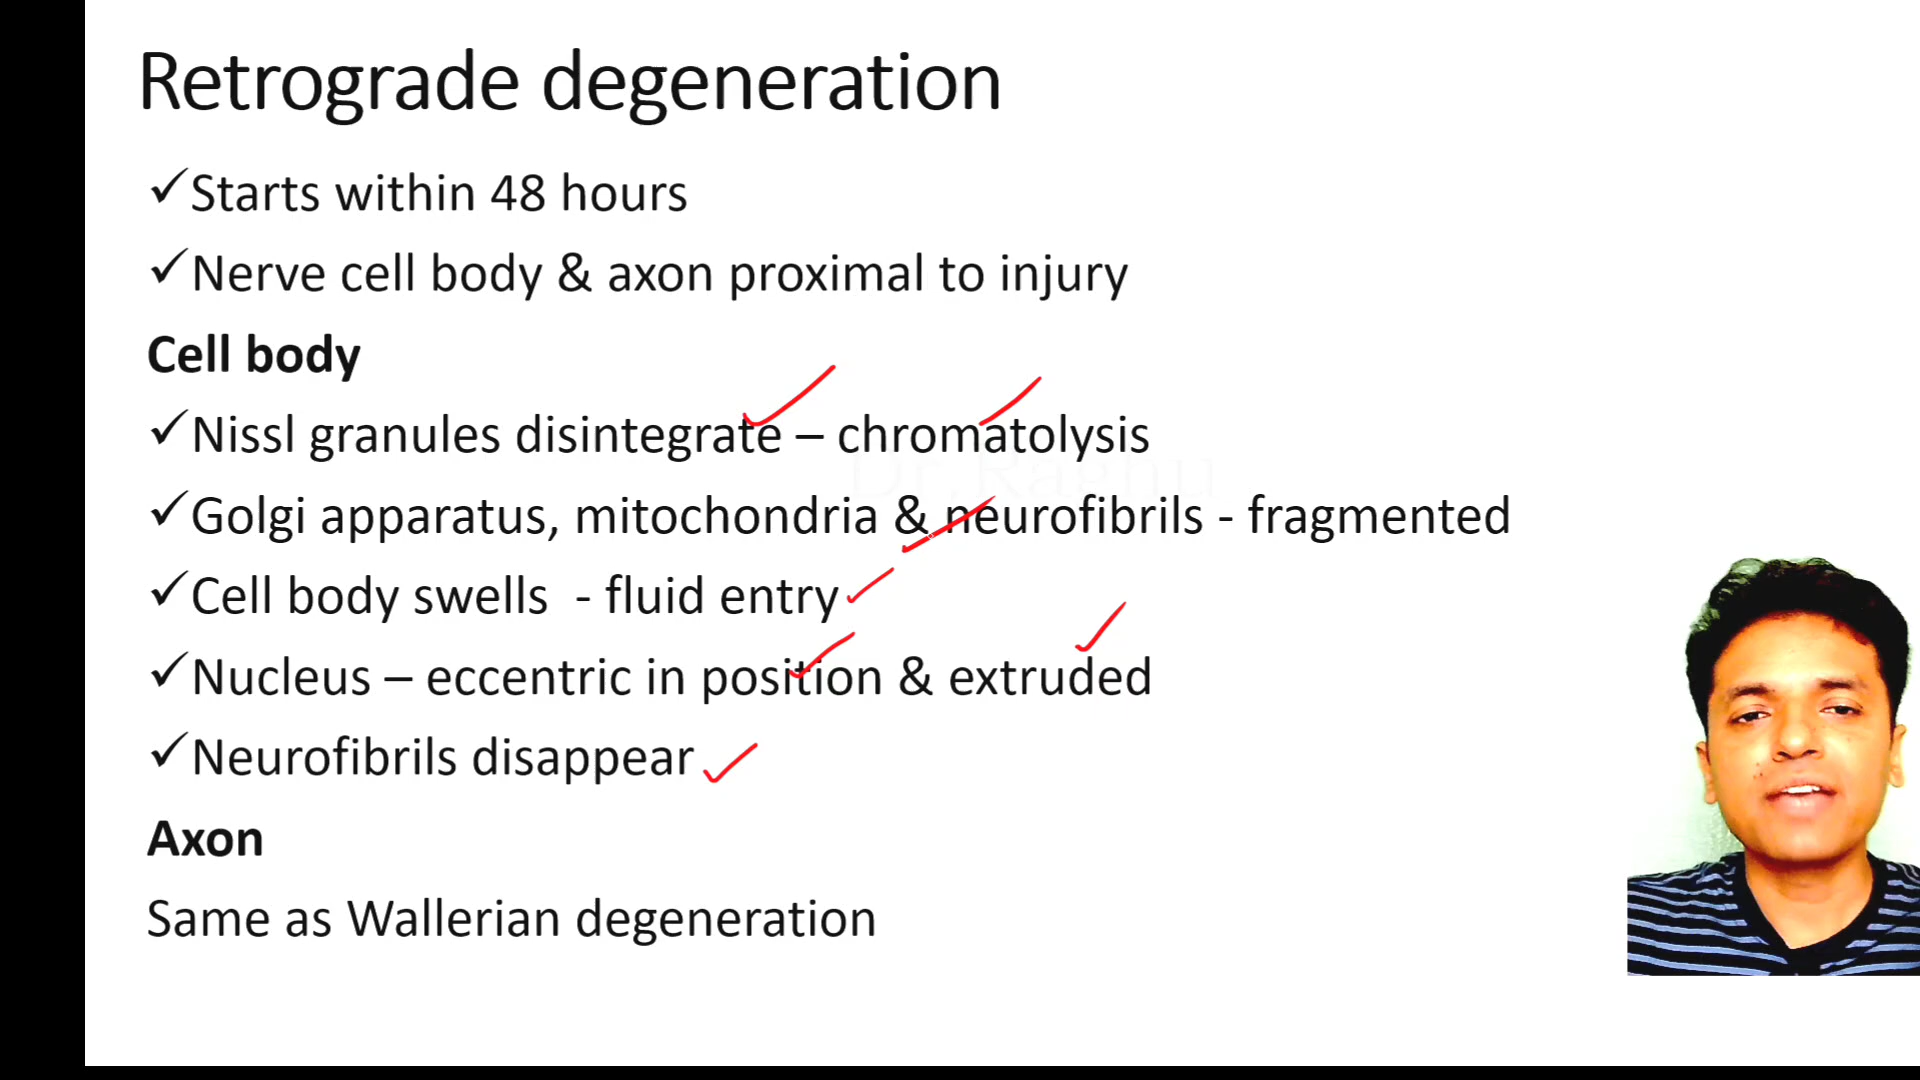 Retrograde degeneration
✓Starts within 48 hours
✓Nerve cell body & axon proximal to injury
Cell body
✓Nissl granules disintegrate – chromatolysis
Dr Raghu
✓Golgi apparatus, mitochondria & neurofibrils - fragmented
✓Cell body swells - fluid entry
✓Nucleus – eccentric in position & extruded
✓Neurofibrils disappear
Axon
Same as Wallerian degeneration